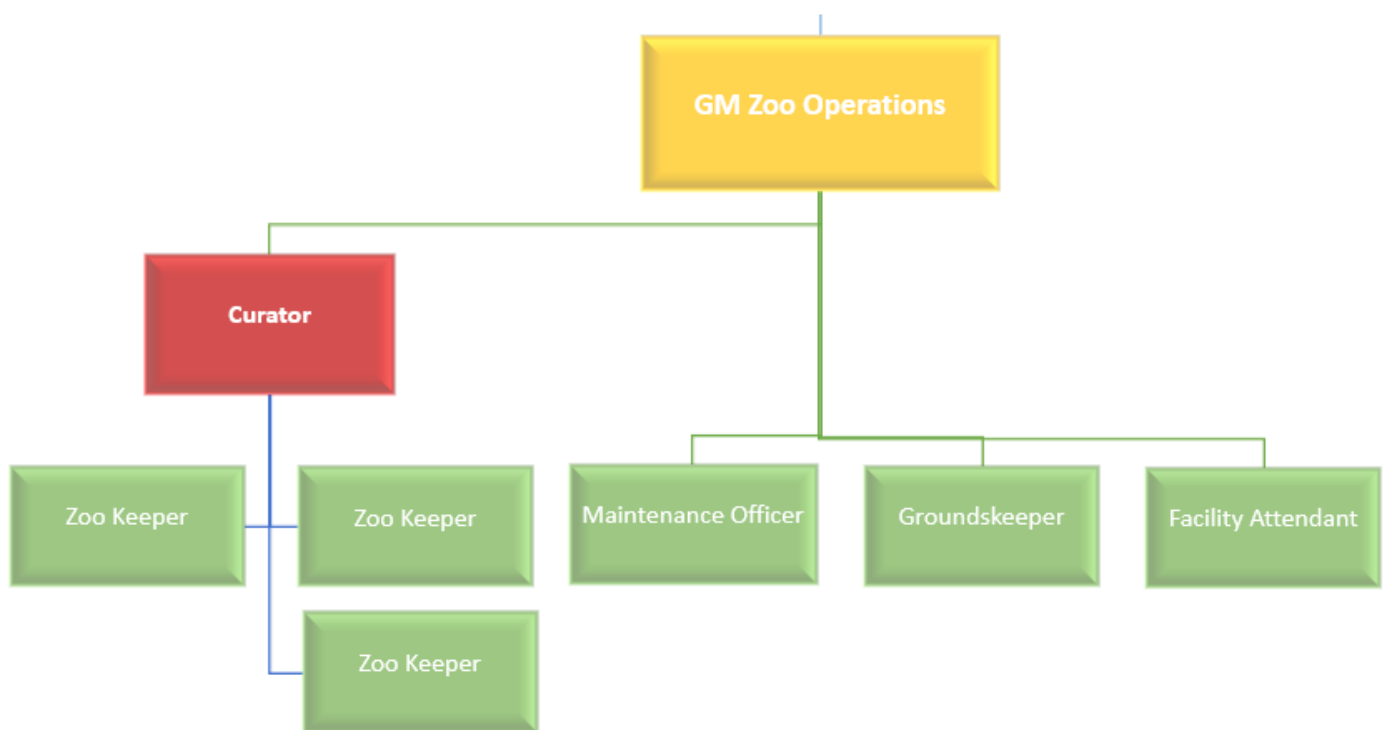 GM Zoo Operations
Curator
Zoo Keeper
Zoo Keeper
Maintenance Officer
Groundskeeper
Facility Attendant
Zoo Keeper